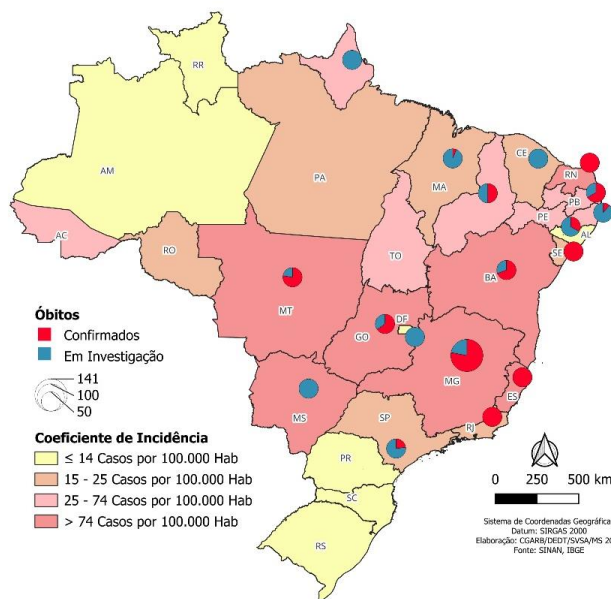 RR
AM
PA
AC
RO
MA
CE
RN
PB
PE
AL
SE
TO
BA
MT
DF
GO
MG
ES
MS
SP
RJ
PR
SC
RS
Óbitos
Confirmados
Em Investigação
141
100
50
Coeficiente de Incidência
≤ 14 Casos por 100.000 Hab
15 - 25 Casos por 100.000 Hab
25 - 74 Casos por 100.000 Hab
> 74 Casos por 100.000 Hab
0 250 500 km
Sistema de Coordenadas Geográfica
Datum: SIRGAS 2000
Elaboração: CGARB/DEDT/SVSA/MS 20
Fonte: SINAN, IBGE